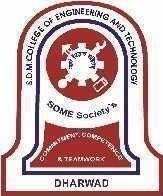 S.D.M COLLEGE OF ENGINEERING AND TECHNOLOGY
SDME Society's
COMMITMENT, COMPETENCE
& TEAMWORK
DHARWAD